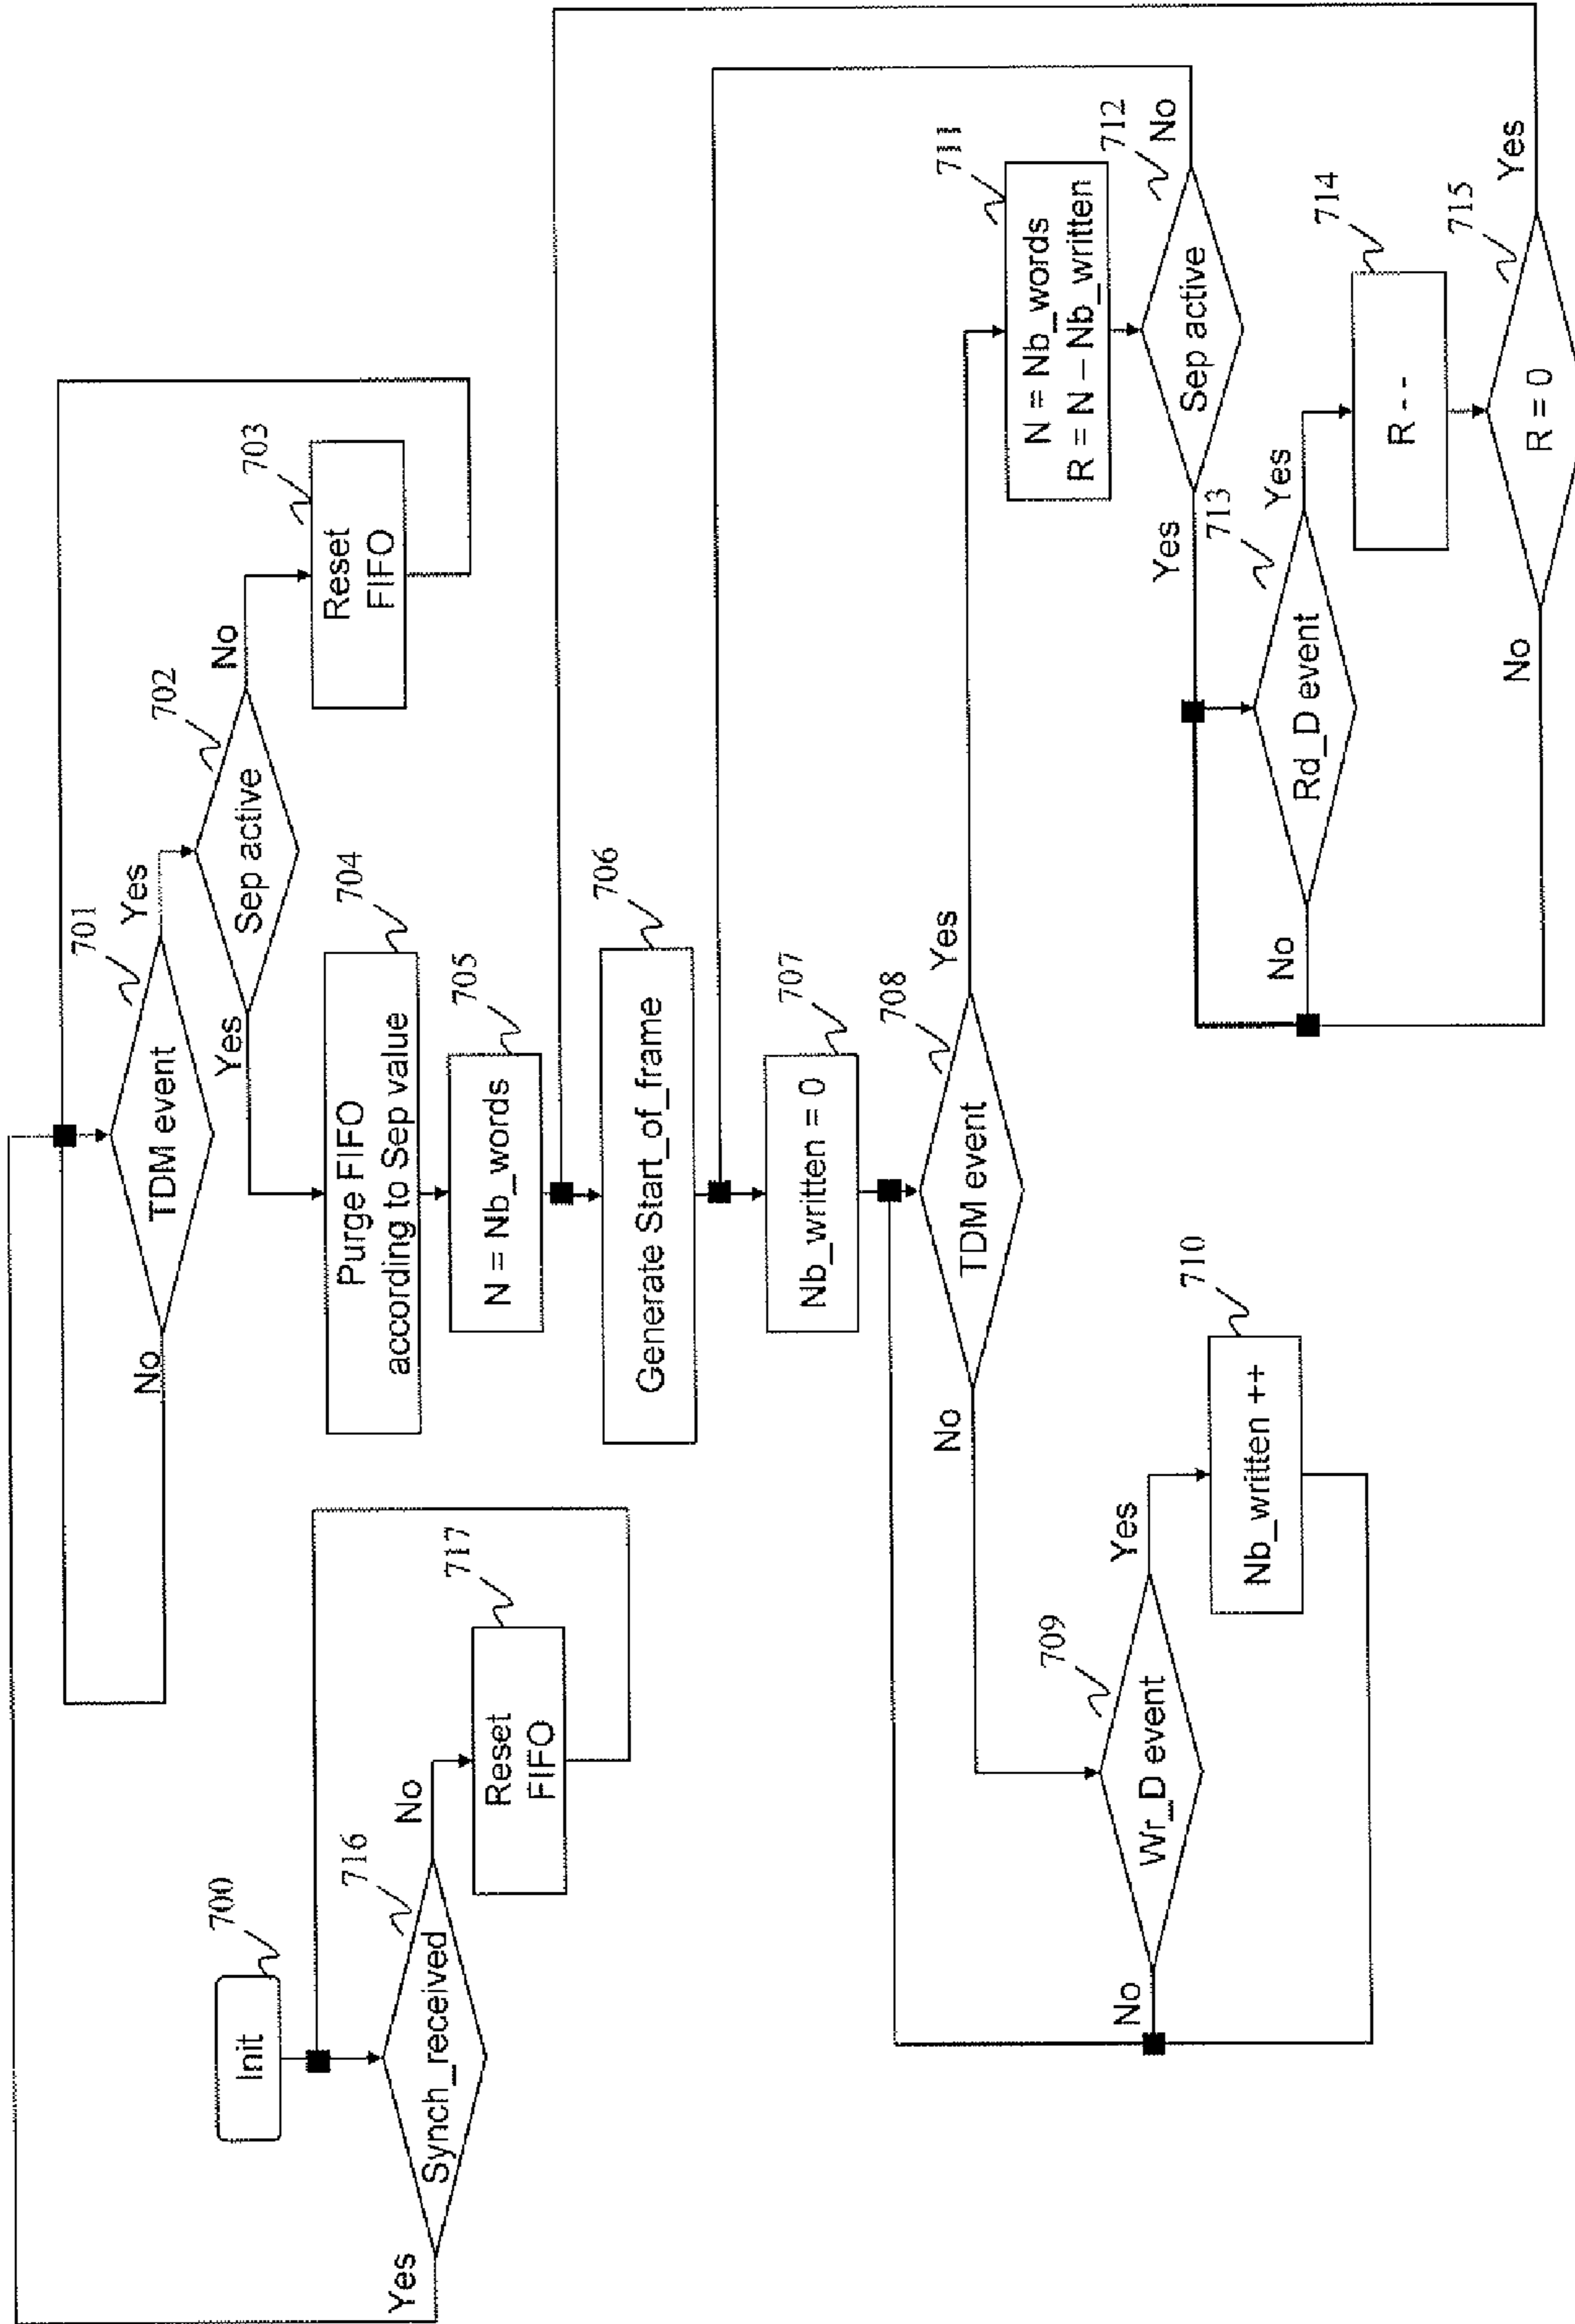 700
Init
716
Synch_received
Yes
No
717
Reset
FIFO
701
TDM event
No
Yes
702
Sep active
Yes
No
703
Reset
FIFO
704
Purge FIFO
according to Sep value
705
N = Nb_words
706
Generate Start_of_frame
707
Nb_written = 0
708
TDM event
No
Yes
709
Wr_D event
No
Yes
710
Nb_written ++
711
N = Nb_words
R = N – Nb_written
712
Sep active
Yes
No
713
Rd_D event
No
Yes
714
R - -
715
R = 0
No
Yes